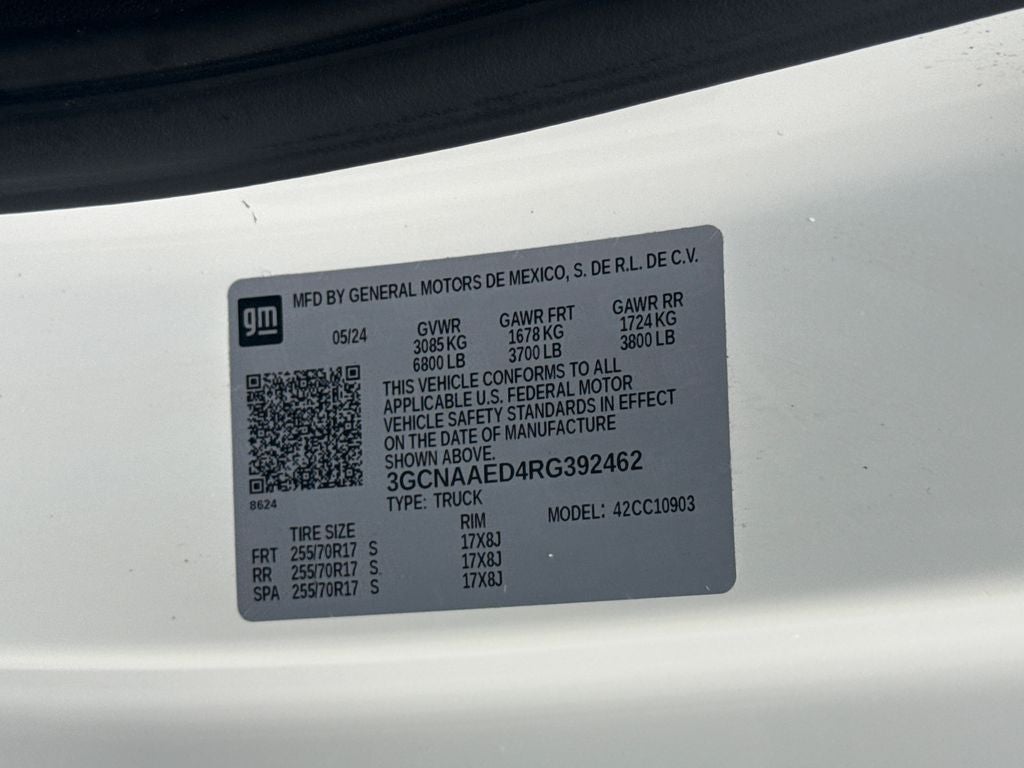 gm
MFD BY GENERAL MOTORS DE MEXICO, S. DE R.L. DE C.V.
05/24
GVWR GAWR FRT GAWR RR
3085 KG 1678 KG 1724 KG
6800 LB 3700 LB 3800 LB
THIS VEHICLE CONFORMS TO ALL
APPLICABLE U.S. FEDERAL MOTOR
VEHICLE SAFETY STANDARDS IN EFFECT
ON THE DATE OF MANUFACTURE
SHOWN ABOVE.
3GCNAAED4RG392462
8624
TYPE: TRUCK MODEL: 42CC10903
TIRE SIZE RIM
FRT 255/70R17 S 17X8J
RR 255/70R17 S 17X8J
SPA 255/70R17 S 17X8J